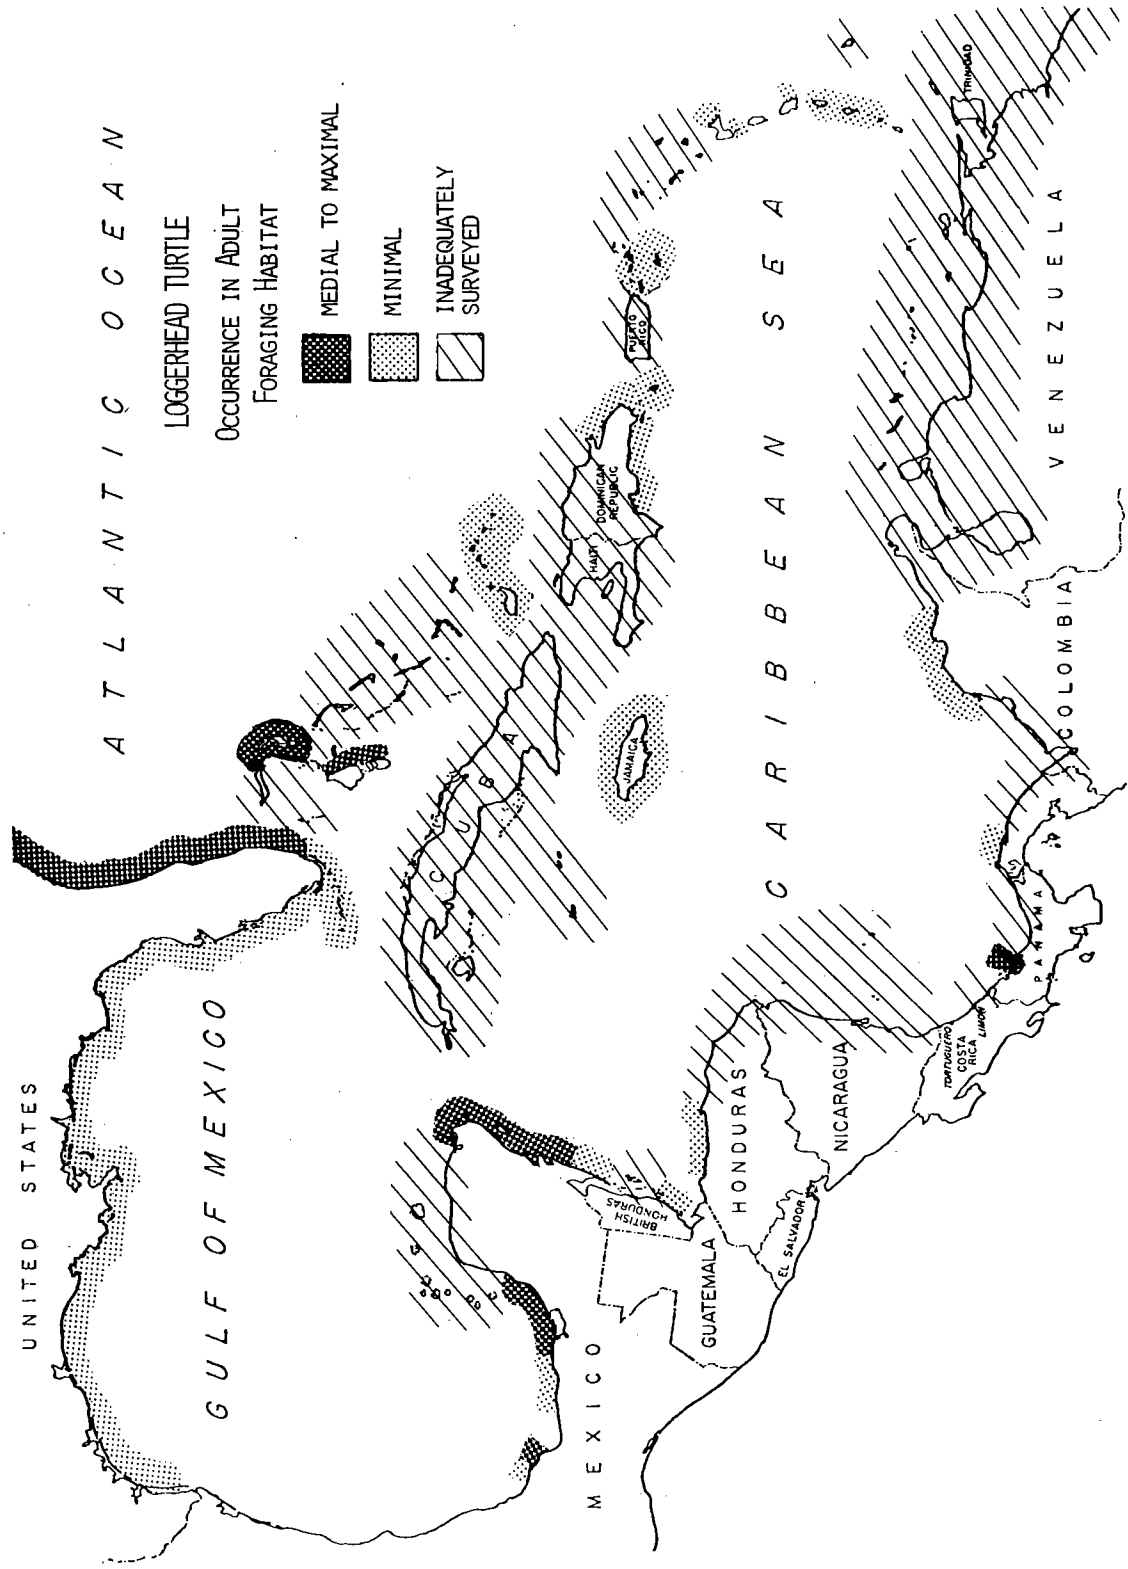 ATLANTIC OCEAN
LOGGERHEAD TURTLE
OCCURRENCE IN ADULT
FORAGING HABITAT
MEDIAL TO MAXIMAL
MINIMAL
INADEQUATELY
SURVEYED
UNITED STATES
GULF OF MEXICO
MEXICO
CUBA
JAMAICA
HAITI
DOMINICAN
REPUBLIC
PUERTO
RICO
CARIBBEAN SEA
BRITISH
HONDURAS
GUATEMALA
HONDURAS
EL SALVADOR
NICARAGUA
TORTUGUERO
COSTA
RICA
LIMON
PANAMA
COLOMBIA
VENEZUELA
TRINIDAD